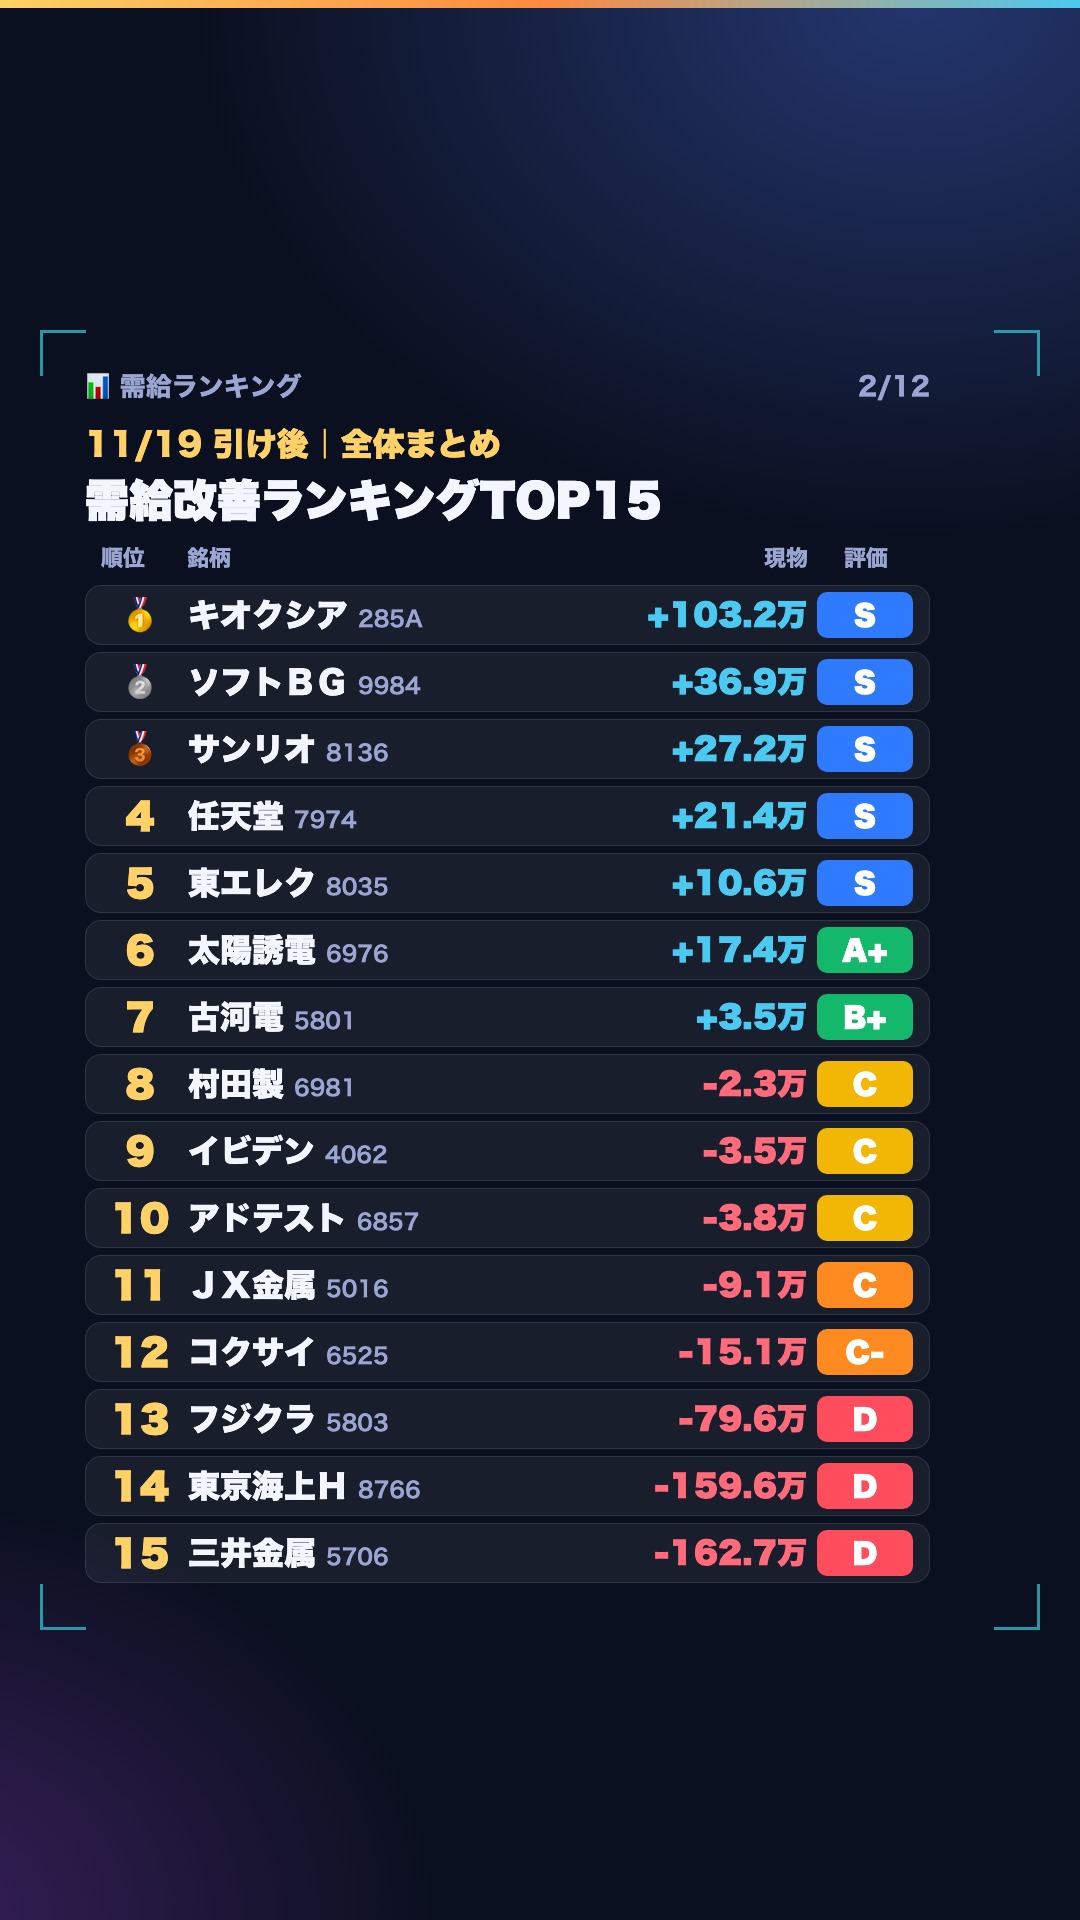 📊 需給ランキング 2/12
11/19 引け後｜全体まとめ
需給改善ランキングTOP15
順位 銘柄 現物 評価
🥇 キオクシア 285A +103.2万 S
🥈 ソフトＢＧ 9984 +36.9万 S
🥉 サンリオ 8136 +27.2万 S
4 任天堂 7974 +21.4万 S
5 東エレク 8035 +10.6万 S
6 太陽誘電 6976 +17.4万 A+
7 古河電 5801 +3.5万 B+
8 村田製 6981 -2.3万 C
9 イビデン 4062 -3.5万 C
10 アドテスト 6857 -3.8万 C
11 ＪＸ金属 5016 -9.1万 C
12 コクサイ 6525 -15.1万 C-
13 フジクラ 5803 -79.6万 D
14 東京海上Ｈ 8766 -159.6万 D
15 三井金属 5706 -162.7万 D